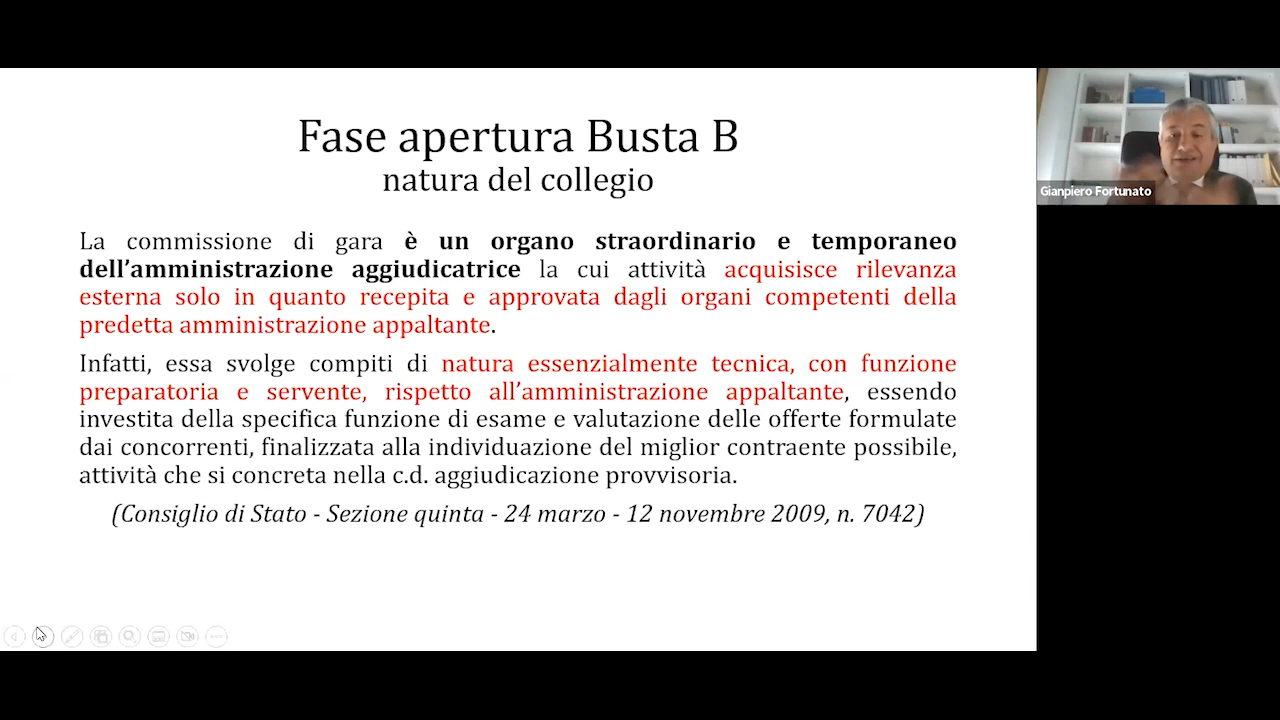 Fase apertura Busta B
natura del collegio
La commissione di gara è un organo straordinario e temporaneo
dell'amministrazione aggiudicatrice la cui attività acquisisce rilevanza
esterna solo in quanto recepita e approvata dagli organi competenti della
predetta amministrazione appaltante.
Infatti, essa svolge compiti di natura essenzialmente tecnica, con funzione
preparatoria e servente, rispetto all'amministrazione appaltante, essendo
investita della specifica funzione di esame e valutazione delle offerte formulate
dai concorrenti, finalizzata alla individuazione del miglior contraente possibile,
attività che si concreta nella c.d. aggiudicazione provvisoria.
(Consiglio di Stato - Sezione quinta - 24 marzo - 12 novembre 2009, n. 7042)
Gianpiero Fortunato